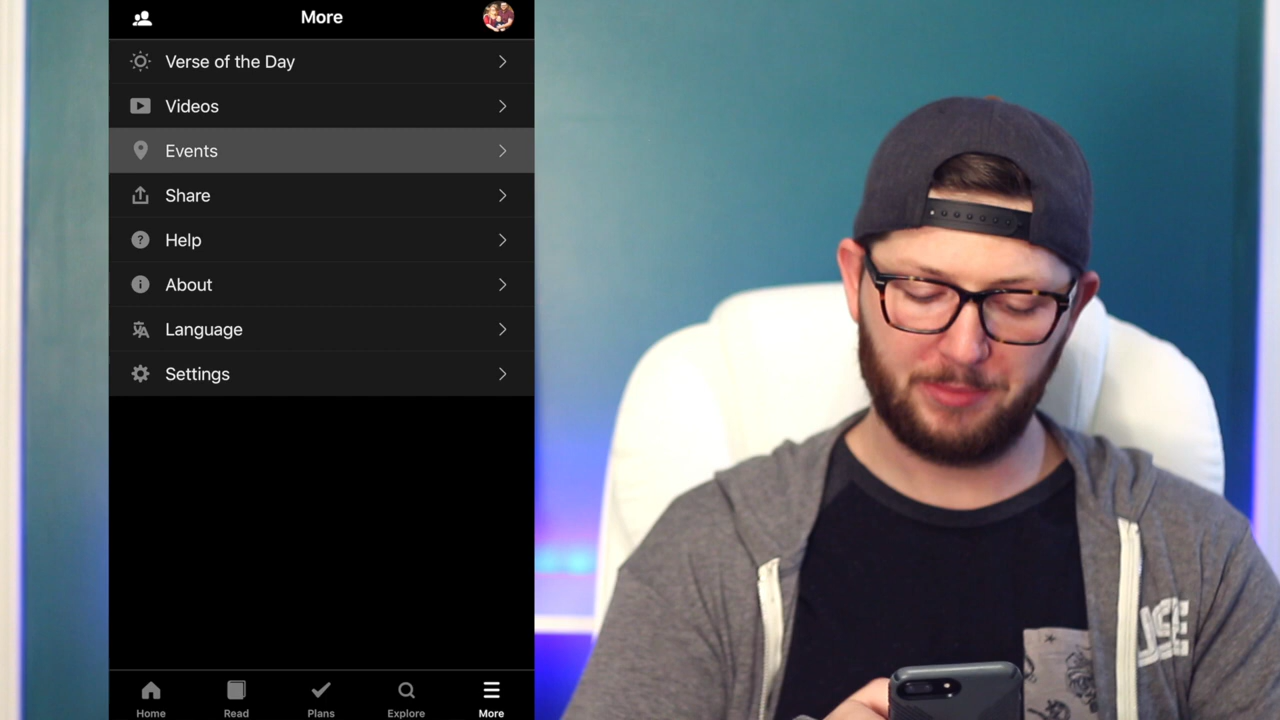 More
Verse of the Day
Videos
Events
Share
Help
About
Language
Settings
Home
Read
Plans
Explore
More